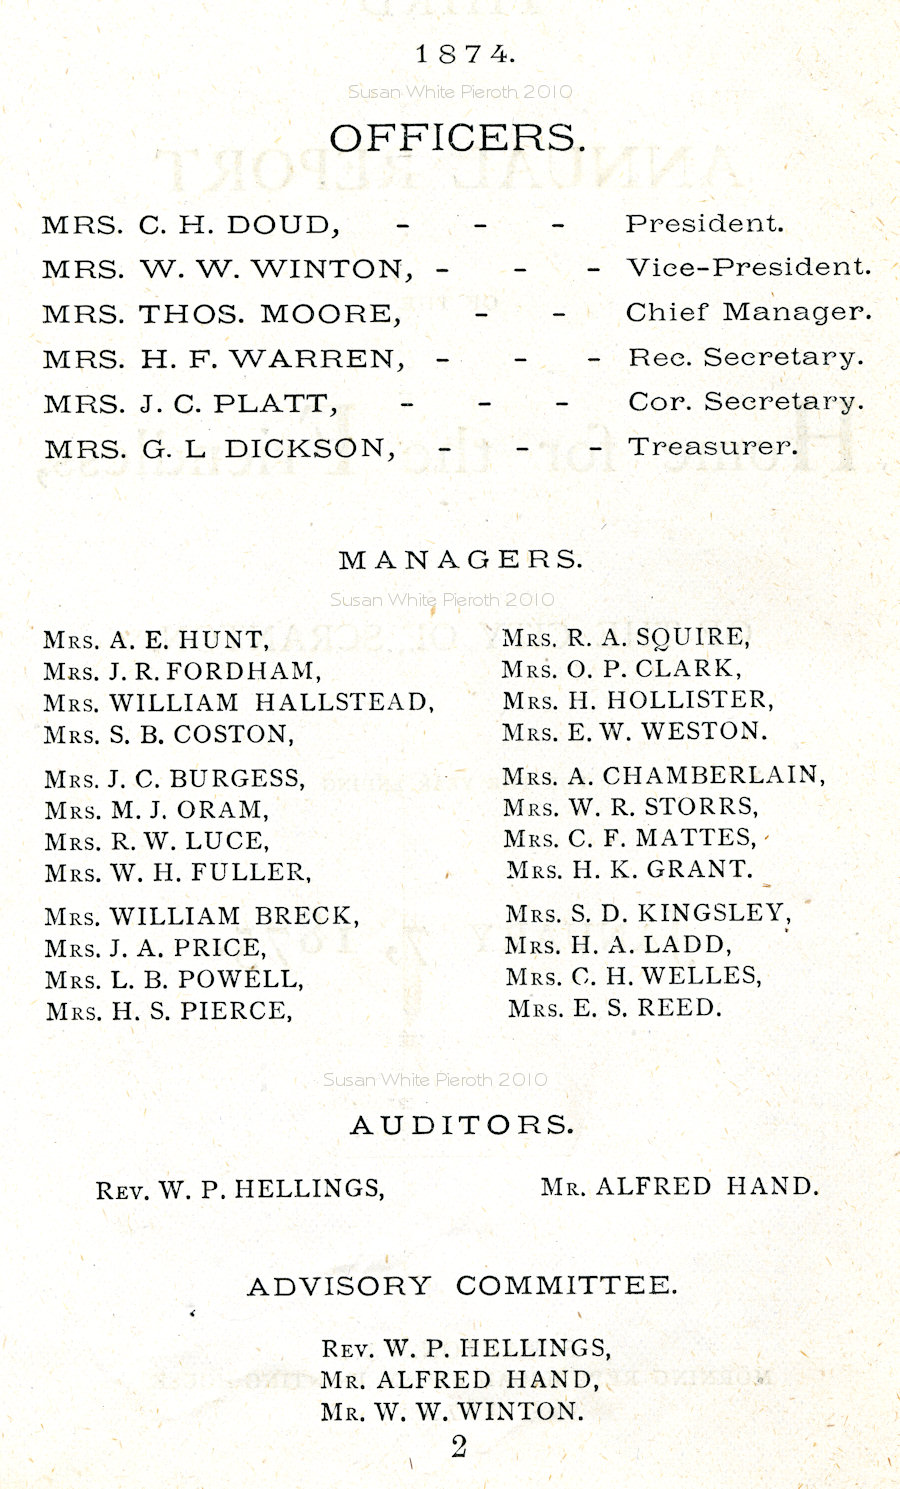 1874.
Susan White Pieroth 2010
OFFICERS.
MRS. C. H. DOUD, - - - President.
MRS. W. W. WINTON, - - - Vice-President.
MRS. THOS. MOORE, - - Chief Manager.
MRS. H. F. WARREN, - - - Rec. Secretary.
MRS. J. C. PLATT, - - - Cor. Secretary.
MRS. G. L DICKSON, - - - Treasurer.
MANAGERS.
Susan White Pieroth 2010
MRS. A. E. HUNT,
MRS. J. R. FORDHAM,
MRS. WILLIAM HALLSTEAD,
MRS. S. B. COSTON,
MRS. J. C. BURGESS,
MRS. M. J. ORAM,
MRS. R. W. LUCE,
MRS. W. H. FULLER,
MRS. WILLIAM BRECK,
MRS. J. A. PRICE,
MRS. L. B. POWELL,
MRS. H. S. PIERCE,
MRS. R. A. SQUIRE,
MRS. O. P. CLARK,
MRS. H. HOLLISTER,
MRS. E. W. WESTON.
MRS. A. CHAMBERLAIN,
MRS. W. R. STORRS,
MRS. C. F. MATTES,
MRS. H. K. GRANT.
MRS. S. D. KINGSLEY,
MRS. H. A. LADD,
MRS. C. H. WELLES,
MRS. E. S. REED.
Susan White Pieroth 2010
AUDITORS.
REV. W. P. HELLINGS, MR. ALFRED HAND.
ADVISORY COMMITTEE.
REV. W. P. HELLINGS,
MR. ALFRED HAND,
MR. W. W. WINTON.
2